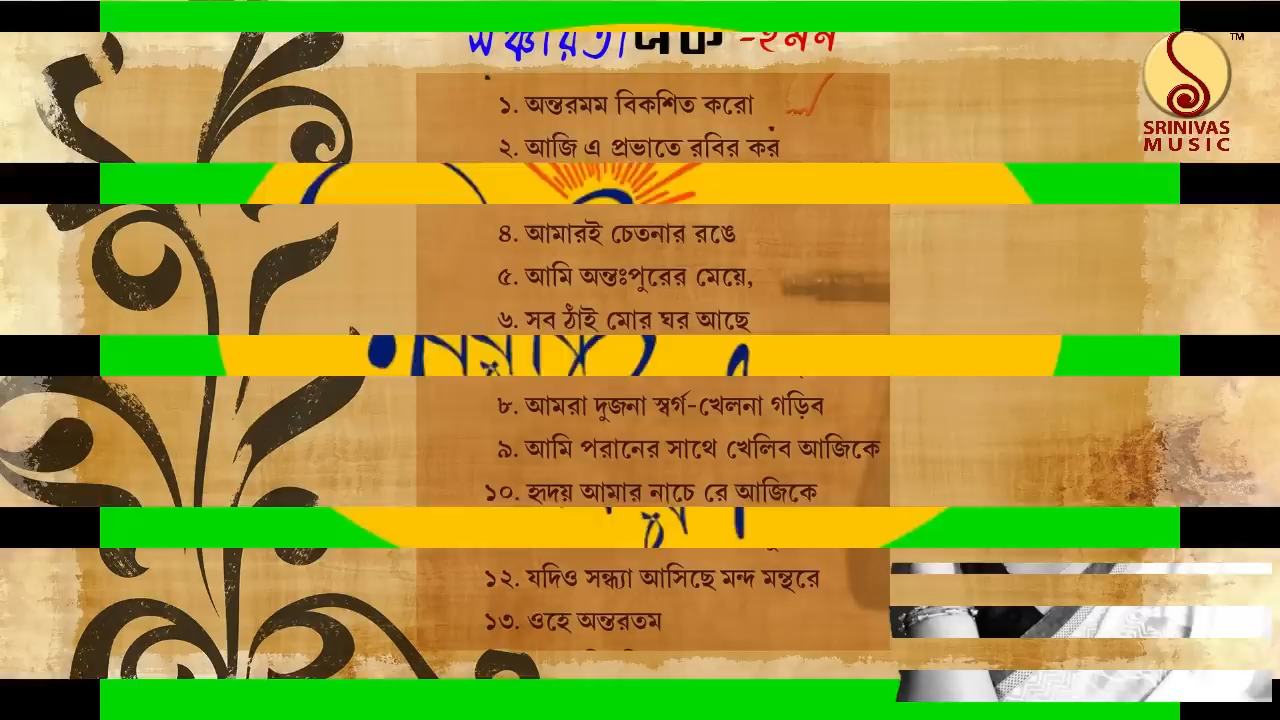 ১. অন্তরমম বিকশিত করো
২. আজি এ প্রভাতে রবির কর
৪. আমারই চেতনার রঙে
৫. আমি অন্তঃপুরের মেয়ে,
৬. সব ঠাঁই মোর ঘর আছে
৮. আমরা দুজনা স্বর্গ-খেলনা গড়িব
৯. আমি পরানের সাথে খেলিব আজিকে
১০. হৃদয় আমার নাচে রে আজিকে
১২. যদিও সন্ধ্যা আসিছে মন্দ মন্থরে
১৩. ওহে অন্তরতম
SRINIVAS
MUSIC
TM